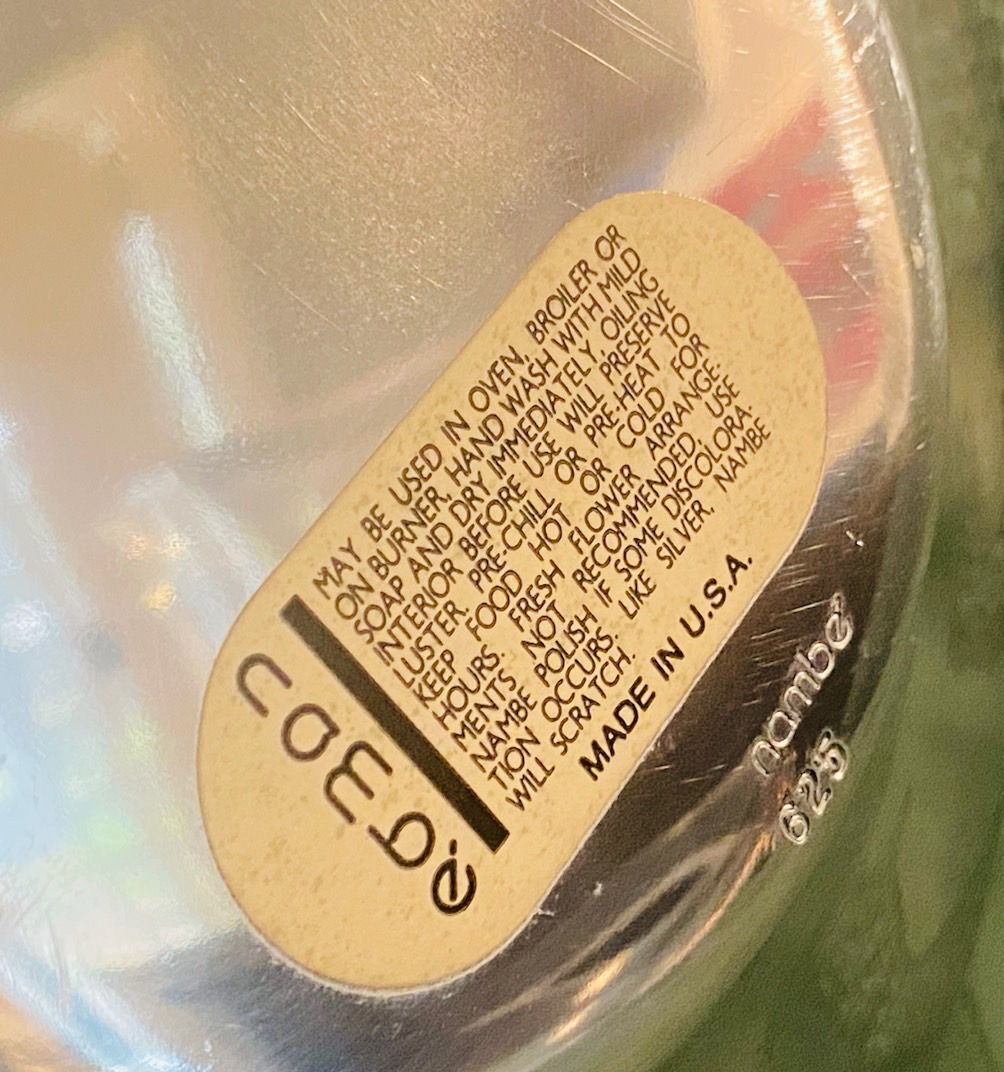 nambé
MAY BE USED IN OVEN, BROILER OR
ON BURNER, HAND WASH WITH MILD
SOAP AND DRY IMMEDIATELY, OILING
INTERIOR BEFORE USE WILL PRESERVE
LUSTER. PRE-CHILL OR PRE-HEAT TO
KEEP FOOD HOT OR COLD FOR
HOURS. FRESH FLOWER ARRANGE-
MENTS NOT RECOMMENDED. USE
NAMBE POLISH IF SOME DISCOLORA-
TION OCCURS. LIKE SILVER, NAMBE
WILL SCRATCH.
MADE IN U.S.A.
nambé
625